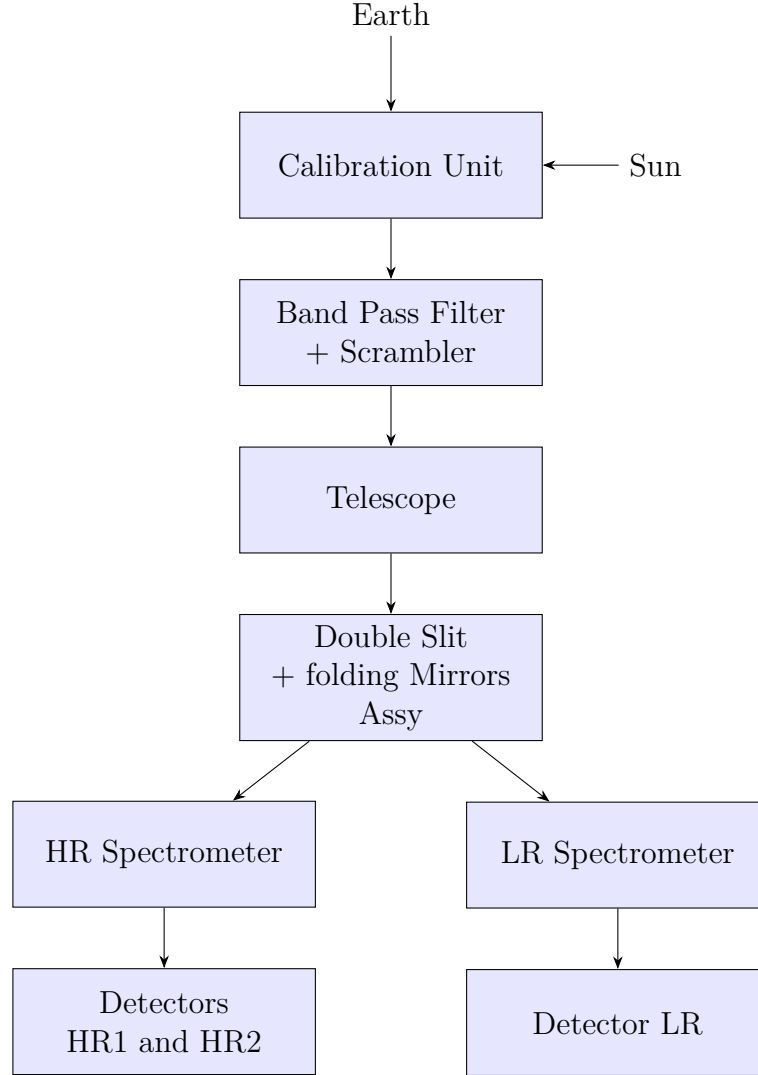 Earth
Calibration Unit
Sun
Band Pass Filter
+ Scrambler
Telescope
Double Slit
+ folding Mirrors
Assy
HR Spectrometer
LR Spectrometer
Detectors
HR1 and HR2
Detector LR